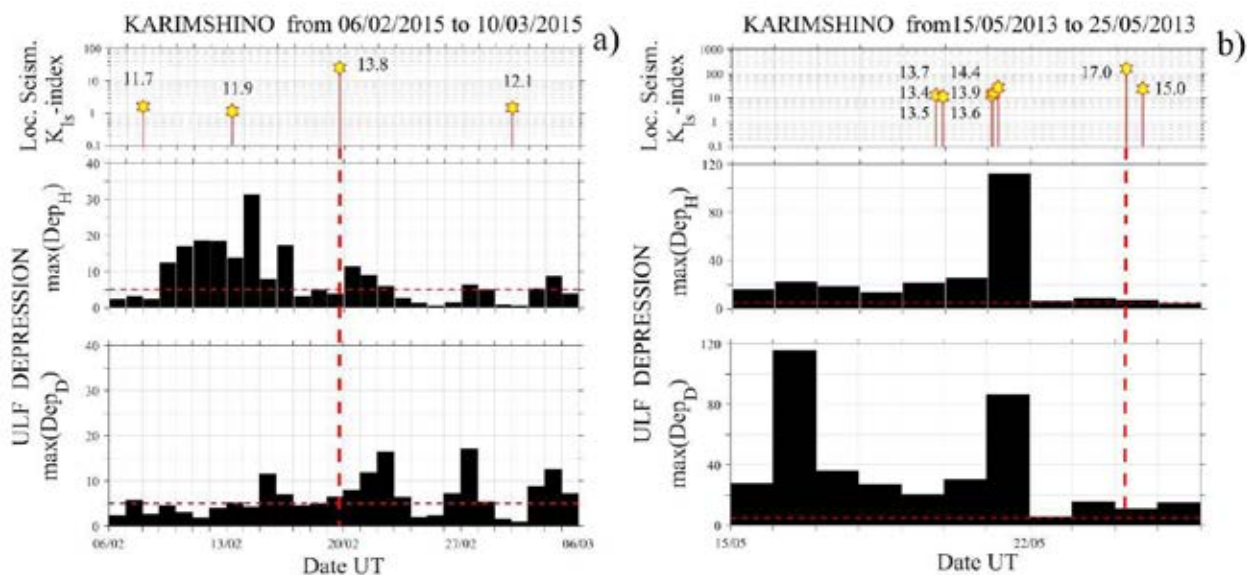 KARIMSHINO from 06/02/2015 to 10/03/2015
a)
Loc. Seism.
K_ls-index
100
10
1
0.1
11.7
11.9
13.8
12.1
ULF DEPRESSION
max(Dep_H)
40
30
20
10
0
max(Dep_D)
40
20
10
0
06/02
13/02
20/02
27/02
06/03
Date UT
KARIMSHINO from15/05/2013 to 25/05/2013
b)
Loc. Seism.
K_ls-index
1000
100
10
1
0.1
13.7
13.4
13.5
14.4
13.9
13.6
17.0
15.0
ULF DEPRESSION
max(Dep_H)
120
80
40
0
max(Dep_D)
120
80
40
0
15/05
22/05
Date UT